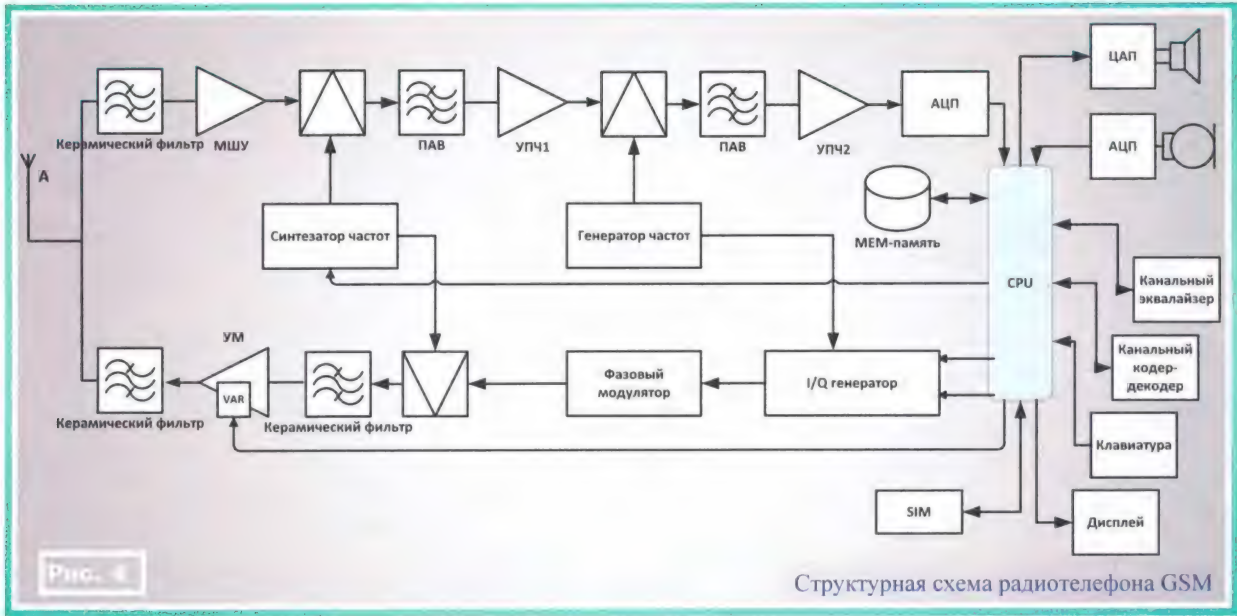 ЦАП
АЦП
АЦП
Керамический фильтр
МШУ
ПАВ
УПЧ1
ПАВ
УПЧ2
А
Синтезатор частот
Генератор частот
МЕМ-память
CPU
Канальный
эквалайзер
Канальный
кодер-
декодер
Клавиатура
УМ
VAR
Керамический фильтр
Керамический фильтр
Фазовый
модулятор
I/Q генератор
SIM
Дисплей
Рис. 4
Структурная схема радиотелефона GSM